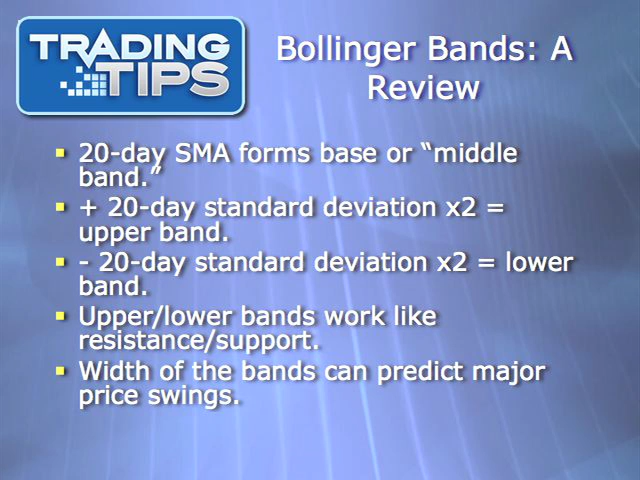 TRADING
TIPS
Bollinger Bands: A
Review
▪ 20-day SMA forms base or “middle
band.”
▪ + 20-day standard deviation x2 =
upper band.
▪ - 20-day standard deviation x2 = lower
band.
▪ Upper/lower bands work like
resistance/support.
▪ Width of the bands can predict major
price swings.